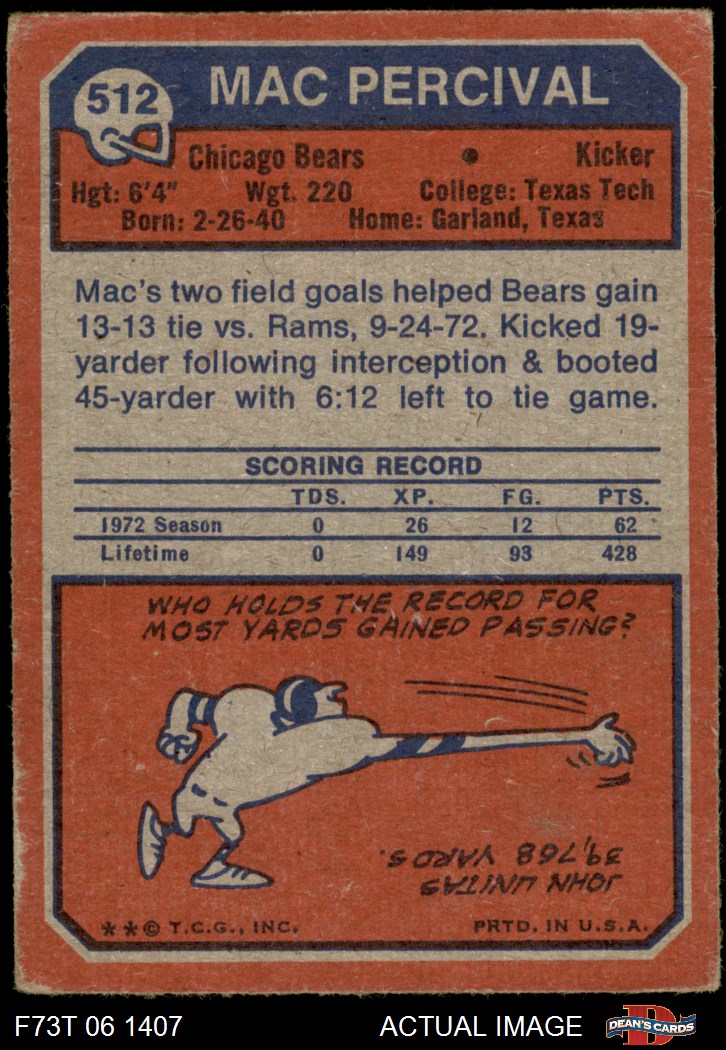 512
MAC PERCIVAL
Chicago Bears • Kicker
Hgt: 6'4" Wgt. 220 College: Texas Tech
Born: 2-26-40 Home: Garland, Texas
Mac's two field goals helped Bears gain
13-13 tie vs. Rams, 9-24-72. Kicked 19-
yarder following interception & booted
45-yarder with 6:12 left to tie game.
SCORING RECORD
TDS. XP. FG. PTS.
1972 Season 0 26 12 62
Lifetime 0 149 93 428
WHO HOLDS THE RECORD FOR
MOST YARDS GAINED PASSING?
JOHN UNITAS
39,768 YARDS.
**© T.C.G., INC. PRTD. IN U.S.A.
F73T 06 1407 ACTUAL IMAGE
D
DEAN'S CARDS